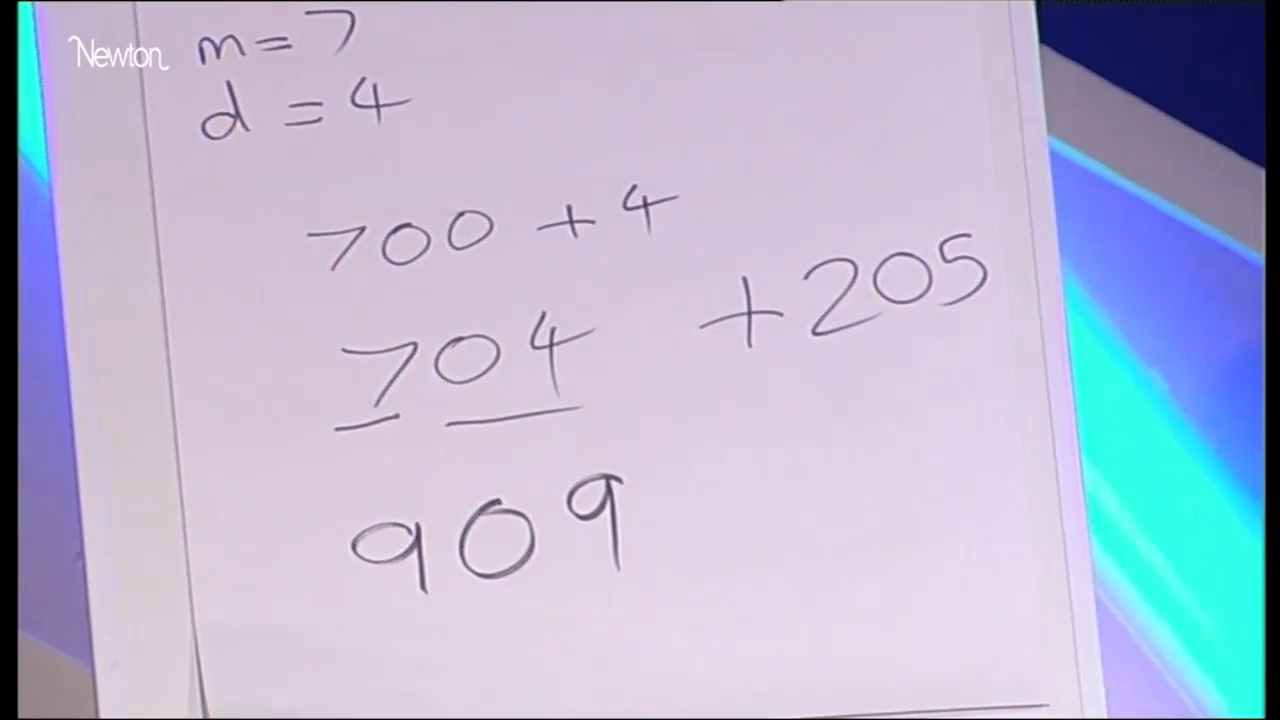 Newton
m = 7
d = 4
700 + 4
704 + 205
909